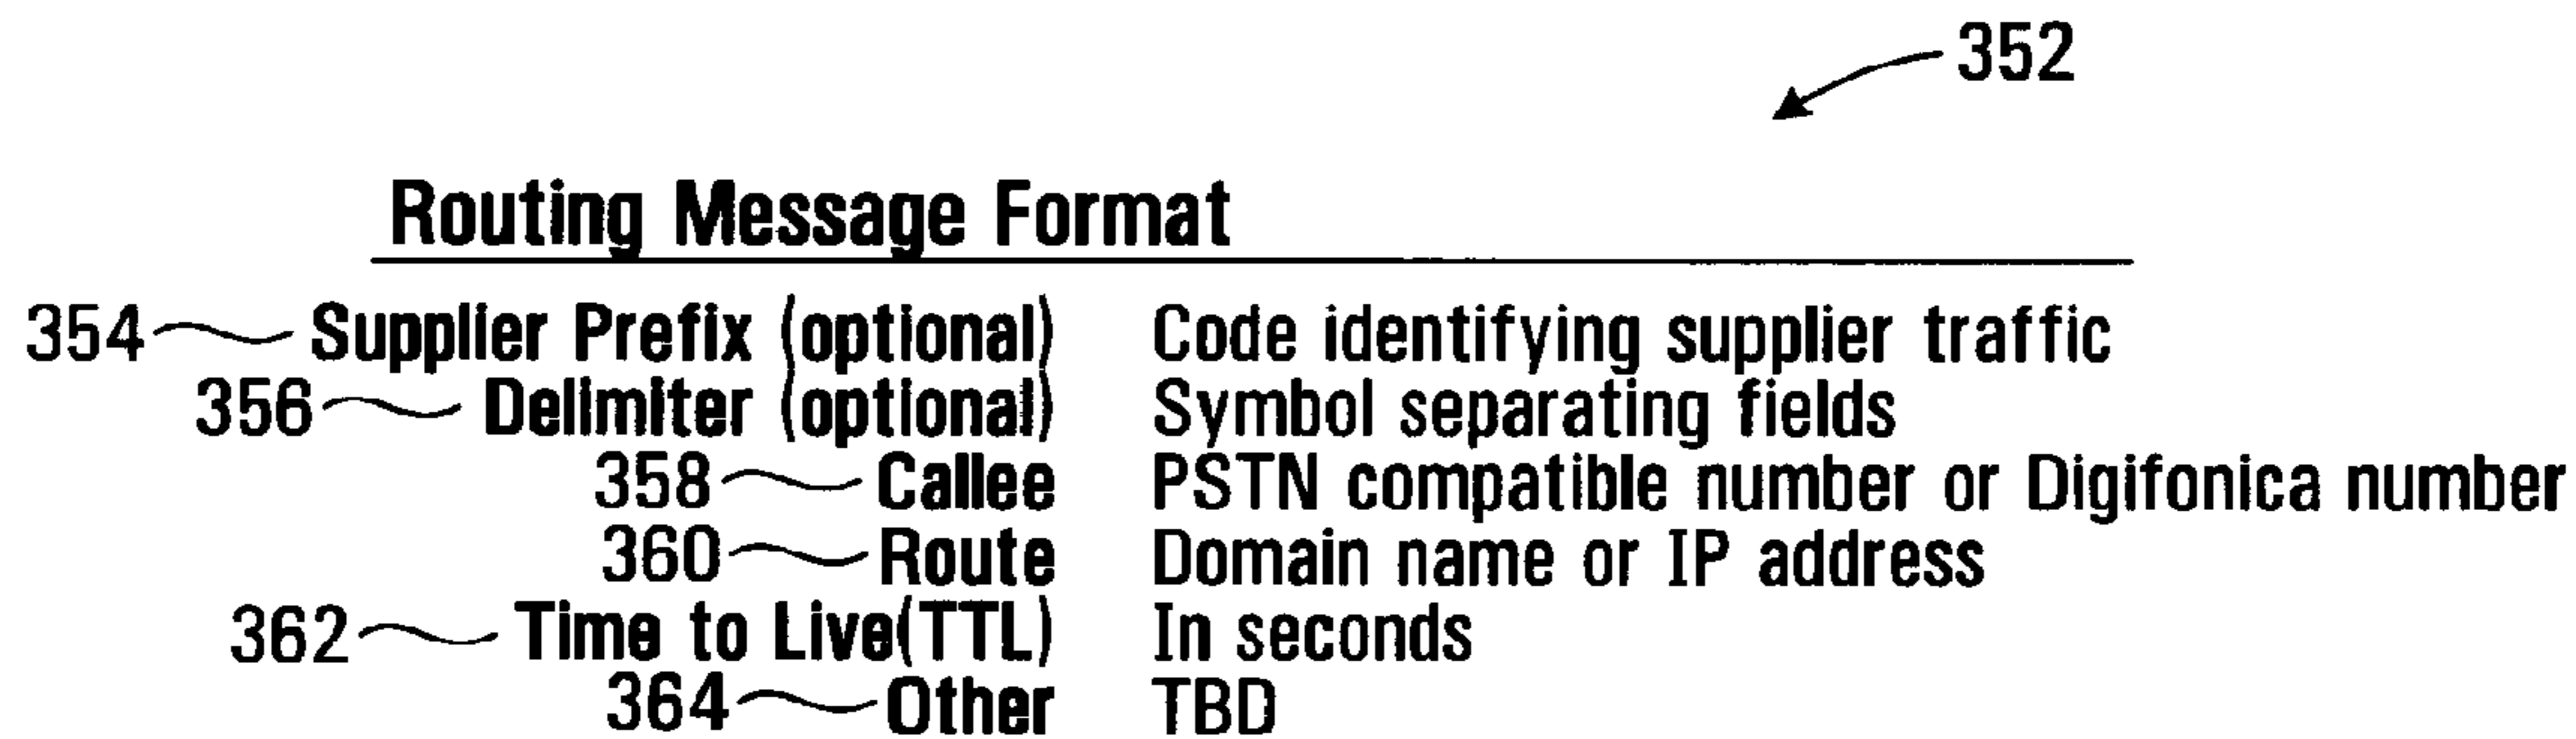 352
Routing Message Format
354 Supplier Prefix (optional) Code identifying supplier traffic
356 Delimiter (optional) Symbol separating fields
358 Callee PSTN compatible number or Digifonica number
360 Route Domain name or IP address
362 Time to Live(TTL) In seconds
364 Other TBD